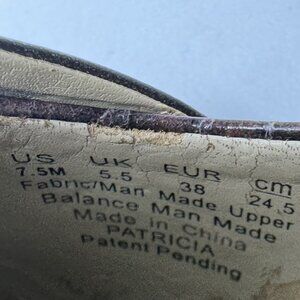 US UK EUR cm
7.5M 5.5 38 24.5
Fabric/Man Made Upper
Balance Man Made
Made in China
PATRICIA
Patent Pending